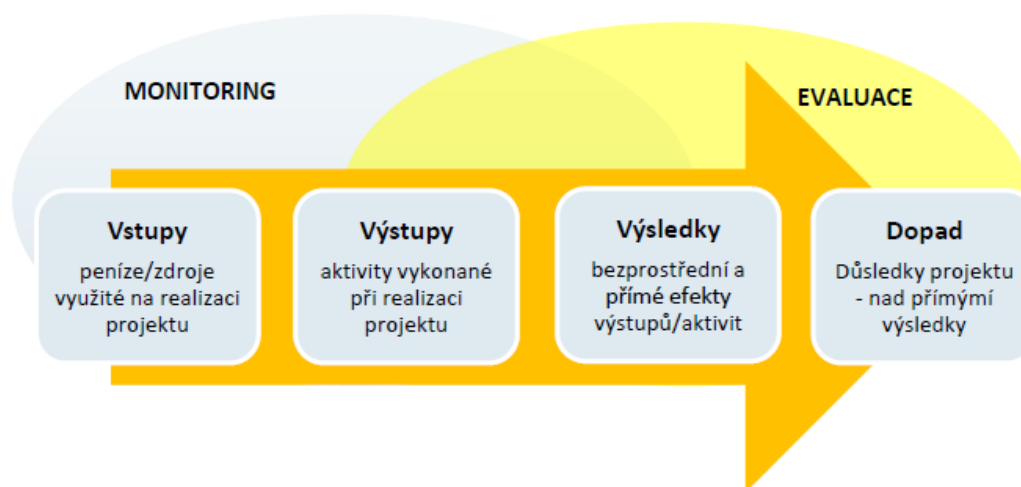 MONITORING
EVALUACE
Vstupy
peníze/zdroje
využité na realizaci
projektu
Výstupy
aktivity vykonané
při realizaci
projektu
Výsledky
bezprostřední a
přímé efekty
výstupů/aktivit
Dopad
Důsledky projektu
- nad přímýmí
výsledky